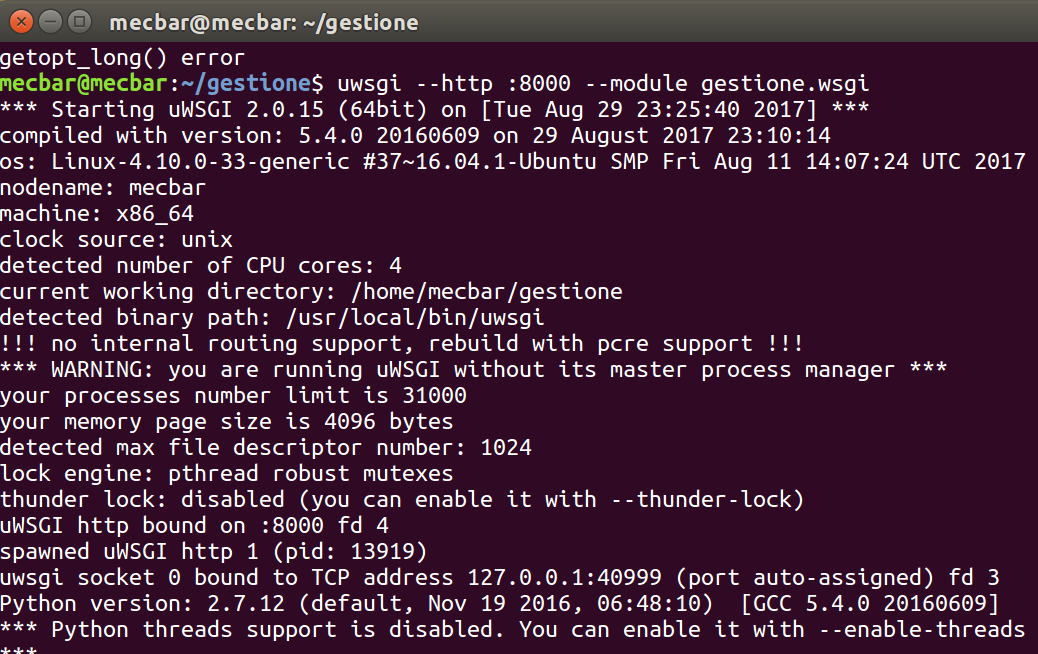 mecbar@mecbar: ~/gestione
getopt_long() error
mecbar@mecbar:~/gestione$ uwsgi --http :8000 --module gestione.wsgi
*** Starting uWSGI 2.0.15 (64bit) on [Tue Aug 29 23:25:40 2017] ***
compiled with version: 5.4.0 20160609 on 29 August 2017 23:10:14
os: Linux-4.10.0-33-generic #37~16.04.1-Ubuntu SMP Fri Aug 11 14:07:24 UTC 2017
nodename: mecbar
machine: x86_64
clock source: unix
detected number of CPU cores: 4
current working directory: /home/mecbar/gestione
detected binary path: /usr/local/bin/uwsgi
!!! no internal routing support, rebuild with pcre support !!!
*** WARNING: you are running uWSGI without its master process manager ***
your processes number limit is 31000
your memory page size is 4096 bytes
detected max file descriptor number: 1024
lock engine: pthread robust mutexes
thunder lock: disabled (you can enable it with --thunder-lock)
uWSGI http bound on :8000 fd 4
spawned uWSGI http 1 (pid: 13919)
uwsgi socket 0 bound to TCP address 127.0.0.1:40999 (port auto-assigned) fd 3
Python version: 2.7.12 (default, Nov 19 2016, 06:48:10)  [GCC 5.4.0 20160609]
*** Python threads support is disabled. You can enable it with --enable-threads
***